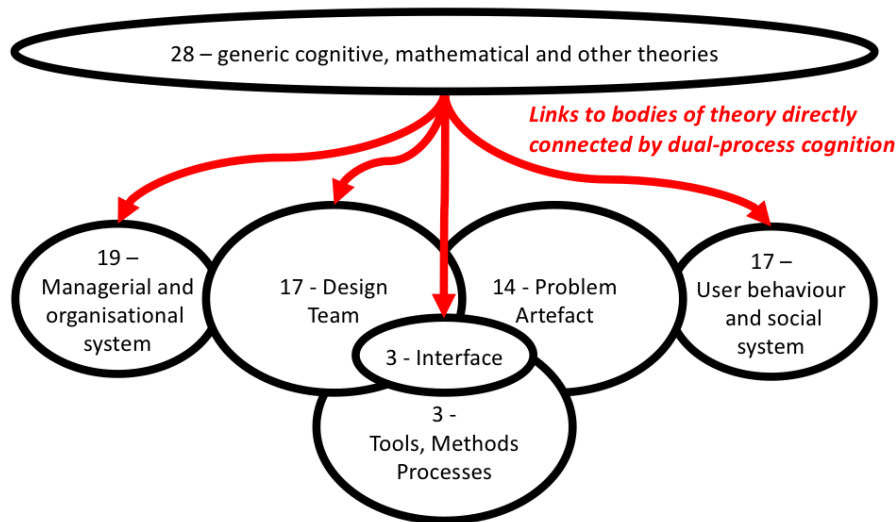 28 – generic cognitive, mathematical and other theories
Links to bodies of theory directly
connected by dual-process cognition
19 –
Managerial and
organisational
system
17 - Design
Team
14 - Problem
Artefact
17 –
User behaviour
and social
system
3 - Interface
3 -
Tools, Methods
Processes